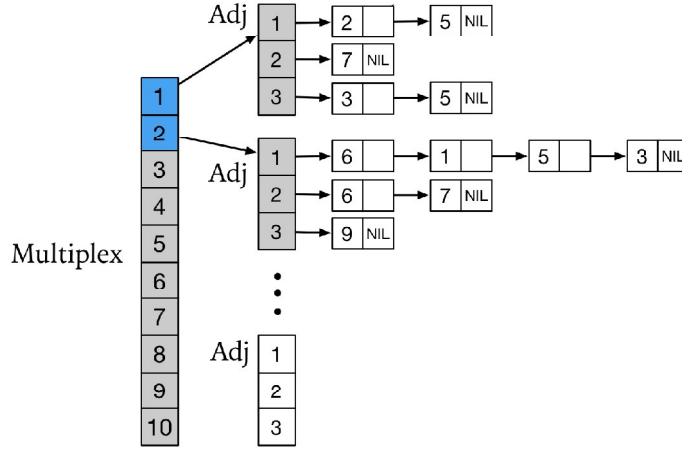 Adj
1 2 5 NIL
2 7 NIL
3 3 5 NIL
Adj
1 6 1 5 3 NIL
2 6 7 NIL
3 9 NIL
Multiplex
1
2
3
4
5
6
7
8
9
10
Adj
1
2
3